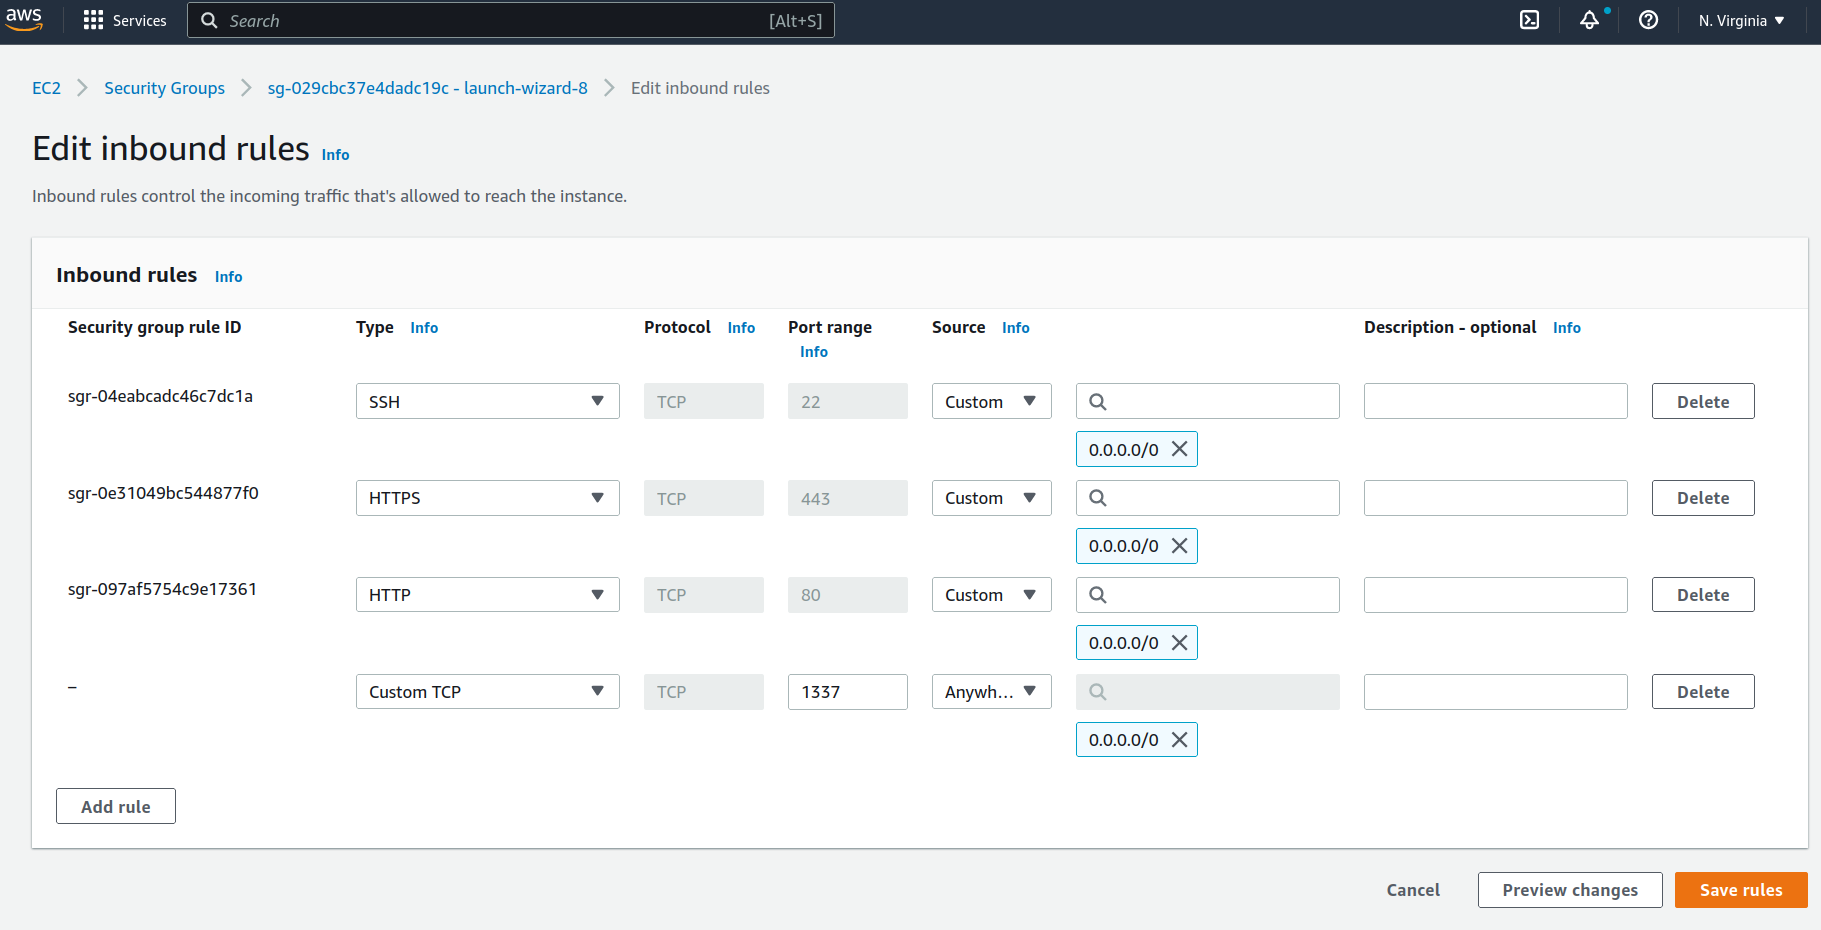 aws Services Search [Alt+S] N. Virginia
EC2 Security Groups sg-029cbc37e4dadc19c - launch-wizard-8 Edit inbound rules
Edit inbound rules Info
Inbound rules control the incoming traffic that's allowed to reach the instance.
Inbound rules Info
Security group rule ID Type Info Protocol Info Port range Source Info Description - optional Info
Info
sgr-04eabcadc46c7dc1a SSH TCP 22 Custom Delete
0.0.0.0/0
sgr-0e31049bc544877f0 HTTPS TCP 443 Custom Delete
0.0.0.0/0
sgr-097af5754c9e17361 HTTP TCP 80 Custom Delete
0.0.0.0/0
– Custom TCP TCP 1337 Anywh... Delete
0.0.0.0/0
Add rule
Cancel Preview changes Save rules